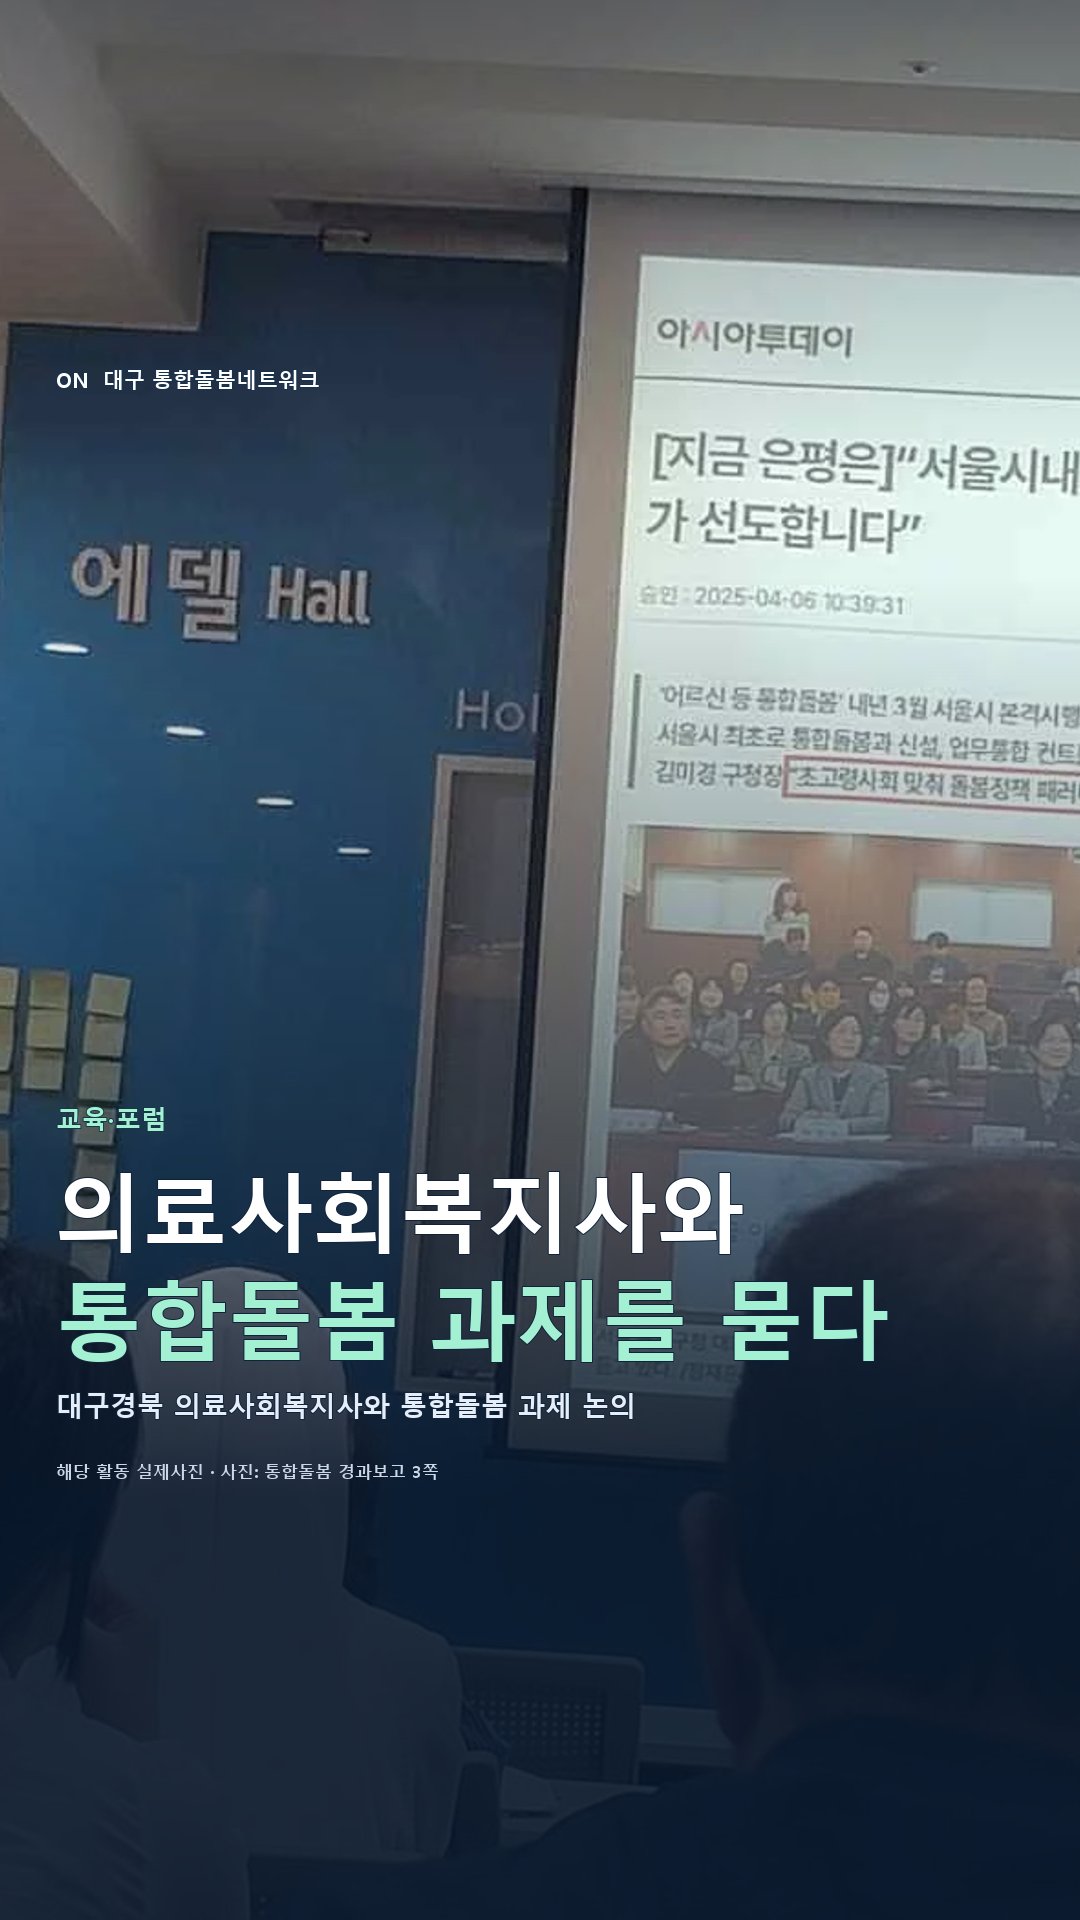 아시아투데이
ON 대구 통합돌봄네트워크
[지금 은평은]“서울시내
가 선도합니다”
에델 Hall
승인 : 2025-04-06 10:39:31
Hol
'어르신 등 통합돌봄' 내년 3월 서울시 본격시행
서울시 최초로 통합돌봄과 신설, 업무통합 컨트
김미경 구청장 “초고령사회 맞춰 돌봄정책 패러
교육·포럼
의료사회복지사와
통합돌봄 과제를 묻다
대구경북 의료사회복지사와 통합돌봄 과제 논의
해당 활동 실제사진 · 사진: 통합돌봄 경과보고 3쪽